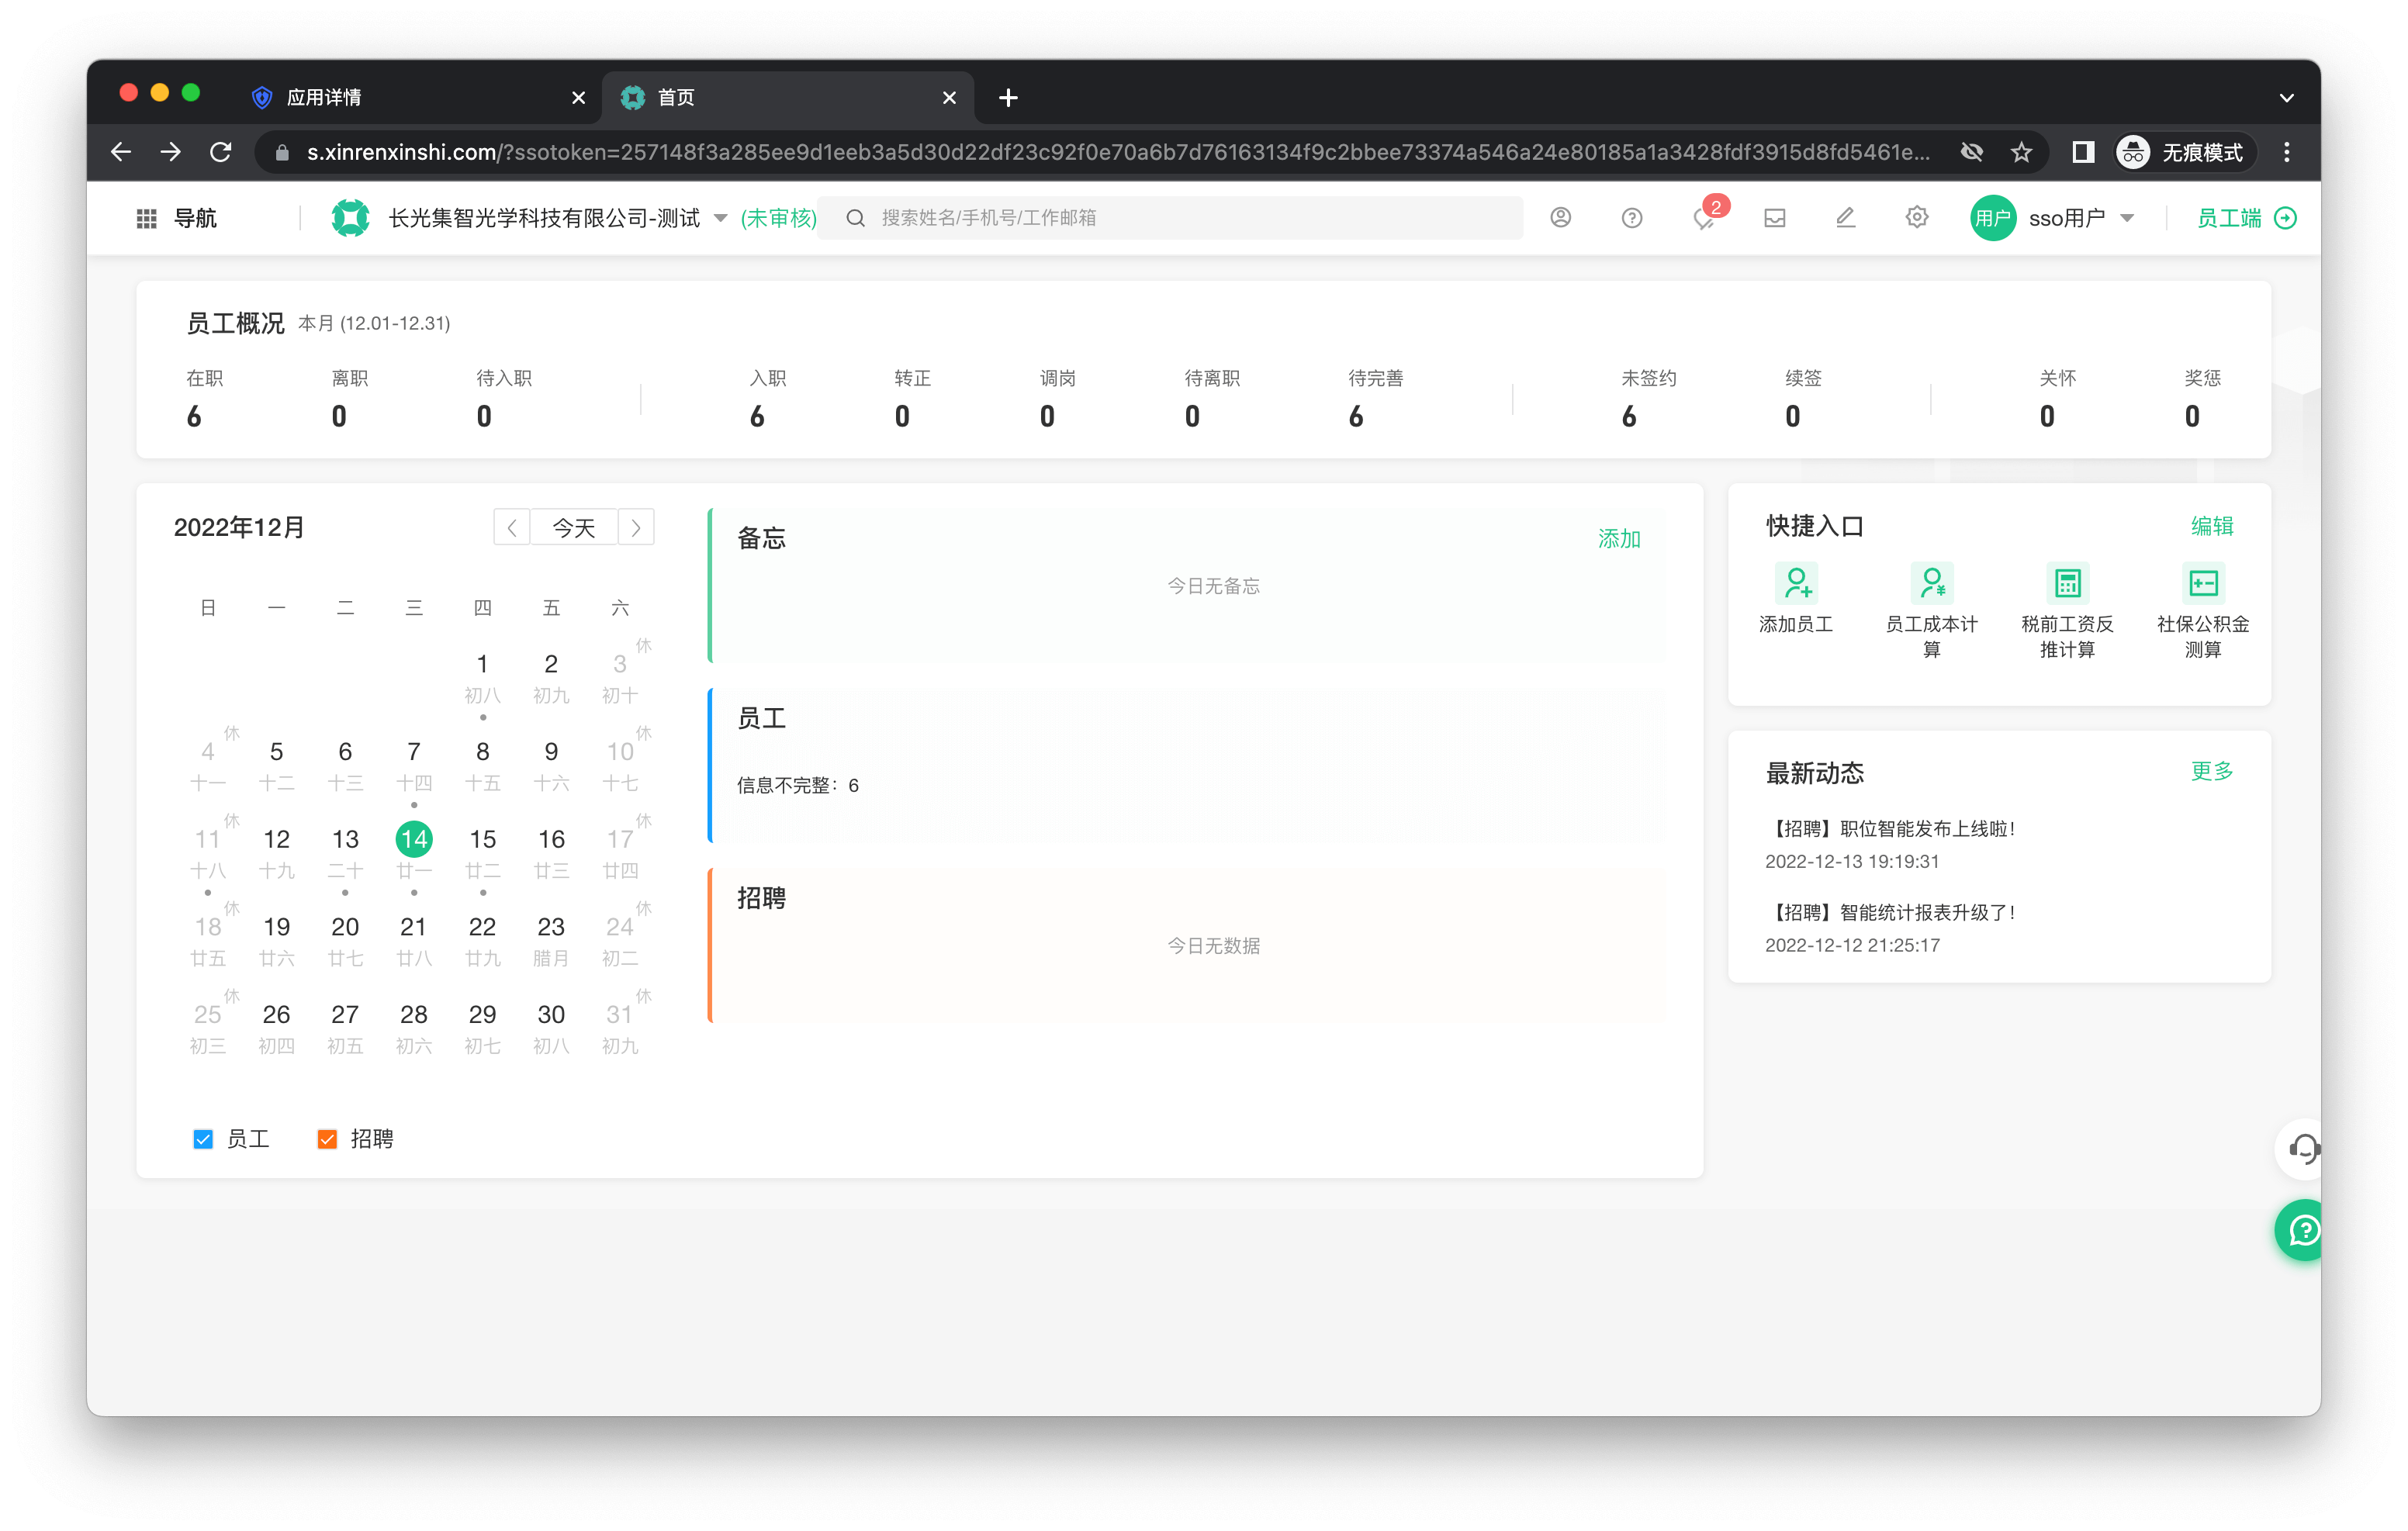 应用详情
首页
s.xinrenxinshi.com/?ssotoken=257148f3a285ee9d1eeb3a5d30d22df23c92f0e70a6b7d76163134f9c2bbee73374a546a24e80185a1a3428fdf3915d8fd5461e...
无痕模式
导航
长光集智光学科技有限公司-测试 (未审核)
搜索姓名/手机号/工作邮箱
2
用户 sso用户
员工端
员工概况 本月 (12.01-12.31)
在职 离职 待入职 入职 转正 调岗 待离职 待完善 未签约 续签 关怀 奖惩
6 0 0 6 0 0 0 6 6 0 0 0
2022年12月
今天
日 一 二 三 四 五 六
休
1 2 3
初八 初九 初十
休 休
4 5 6 7 8 9 10
十一 十二 十三 十四 十五 十六 十七
休 休
11 12 13 14 15 16 17
十八 十九 二十 廿一 廿二 廿三 廿四
休 休
18 19 20 21 22 23 24
廿五 廿六 廿七 廿八 廿九 腊月 初二
休 休
25 26 27 28 29 30 31
初三 初四 初五 初六 初七 初八 初九
员工 招聘
备忘
添加
今日无备忘
员工
信息不完整：6
招聘
今日无数据
快捷入口
编辑
添加员工
员工成本计
算
税前工资反
推计算
社保公积金
测算
最新动态
更多
【招聘】职位智能发布上线啦！
2022-12-13 19:19:31
【招聘】智能统计报表升级了！
2022-12-12 21:25:17